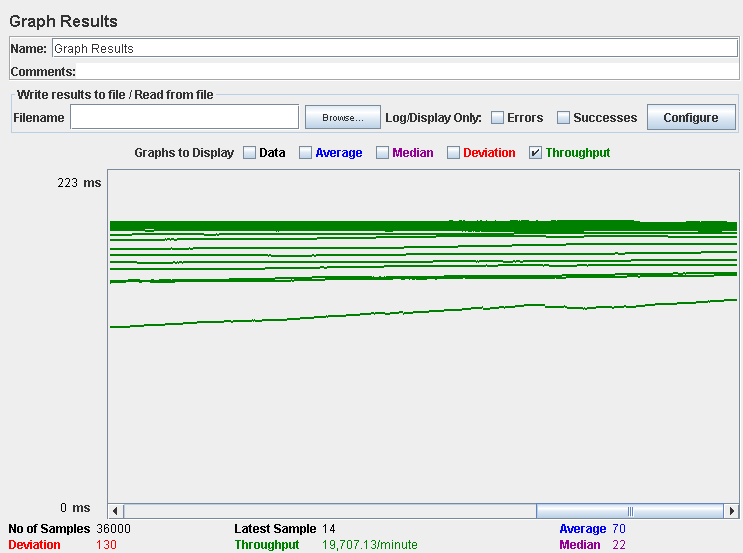 Graph Results
Name: Graph Results
Comments:
Write results to file / Read from file
Filename Browse... Log/Display Only: Errors Successes Configure
Graphs to Display Data Average Median Deviation Throughput
223 ms
0 ms
No of Samples 36000 Latest Sample 14 Average 70
Deviation 130 Throughput 19,707.13/minute Median 22